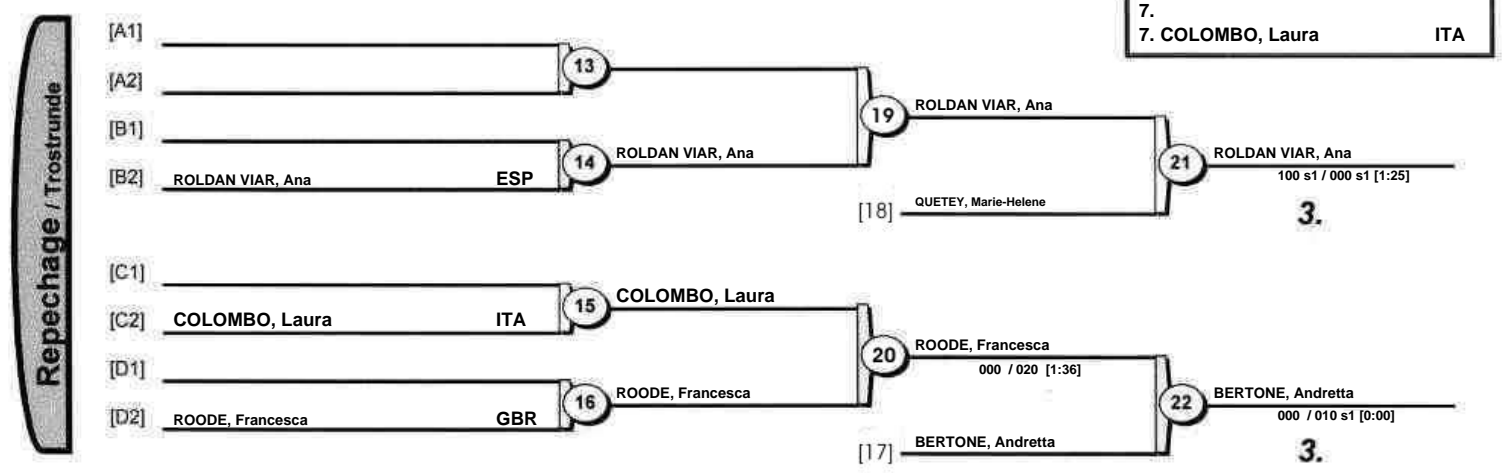 7.
7. COLOMBO, Laura ITA
Repechage / Trostrunde
[A1]
13
[A2]
19 ROLDAN VIAR, Ana
[B1]
14 ROLDAN VIAR, Ana
21 ROLDAN VIAR, Ana
100 s1 / 000 s1 [1:25]
[B2] ROLDAN VIAR, Ana ESP
[18] QUETEY, Marie-Helene
3.
[C1]
15 COLOMBO, Laura
[C2] COLOMBO, Laura ITA
20 ROODE, Francesca
000 / 020 [1:36]
[D1]
16 ROODE, Francesca
22 BERTONE, Andretta
000 / 010 s1 [0:00]
[D2] ROODE, Francesca GBR
[17] BERTONE, Andretta
3.